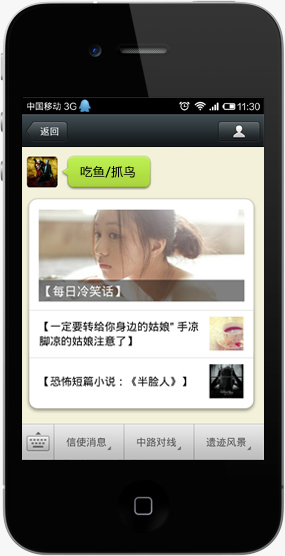 中国移动 3G 11:30
返回
吃鱼/抓鸟
【每日冷笑话】
【一定要转给你身边的姑娘" 手凉
脚凉的姑娘注意了】
【恐怖短篇小说：《半脸人》】
信使消息 中路对线 遗迹风景